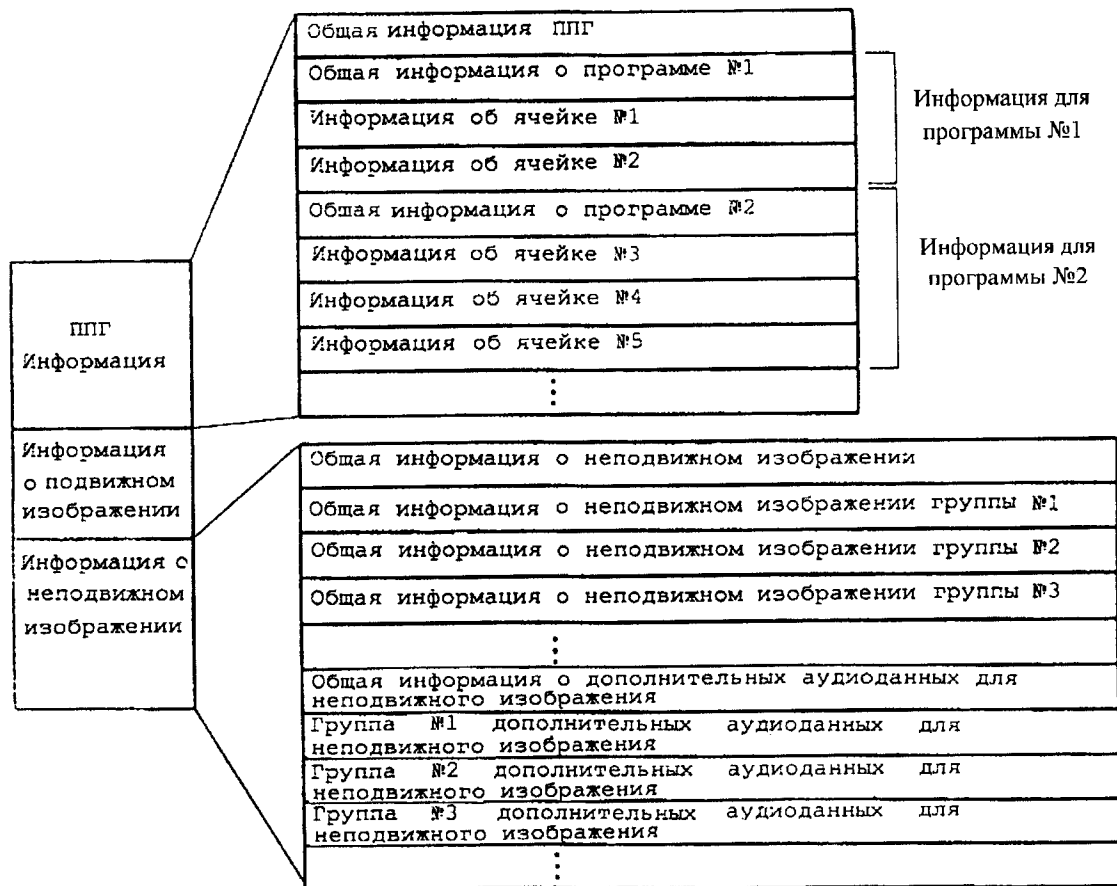 Общая информация ППГ
Общая информация о программе №1
Информация об ячейке №1
Информация об ячейке №2
Общая информация о программе №2
Информация об ячейке №3
Информация об ячейке №4
Информация об ячейке №5
Информация для
программы №1
Информация для
программы №2
ППГ
Информация
Информация
о подвижном
изображении
Информация о
неподвижном
изображении
Общая информация о неподвижном изображении
Общая информация о неподвижном изображении группы №1
Общая информация о неподвижном изображении группы №2
Общая информация о неподвижном изображении группы №3
Общая информация о дополнительных аудиоданных для
неподвижного изображения
Группа №1 дополнительных аудиоданных для
неподвижного изображения
Группа №2 дополнительных аудиоданных для
неподвижного изображения
Группа №3 дополнительных аудиоданных для
неподвижного изображения